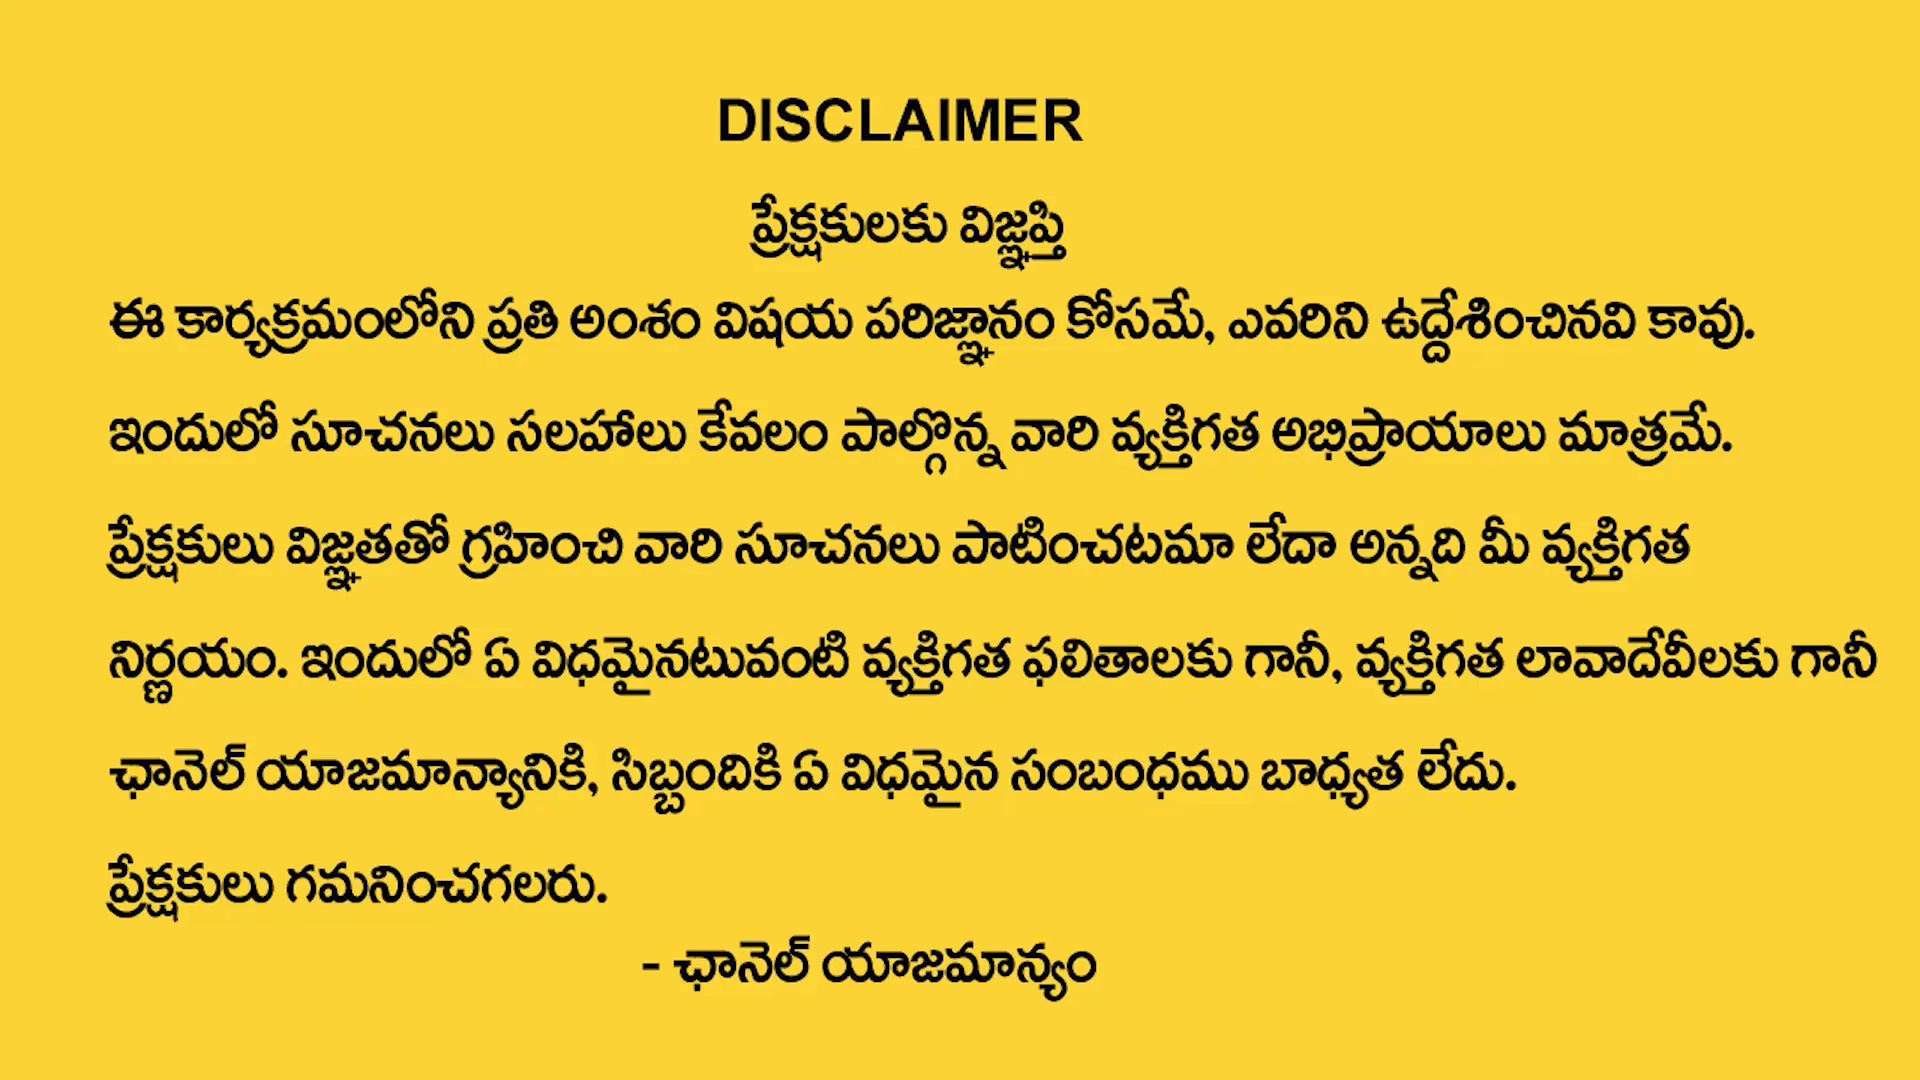 DISCLAIMER
ప్రేక్షకులకు విజ్ఞప్తి
ఈ కార్యక్రమంలోని ప్రతి అంశం విషయ పరిజ్ఞానం కోసమే, ఎవరిని ఉద్దేశించినవి కావు.
ఇందులో సూచనలు సలహాలు కేవలం పాల్గొన్న వారి వ్యక్తిగత అభిప్రాయాలు మాత్రమే.
ప్రేక్షకులు విజ్ఞతతో గ్రహించి వారి సూచనలు పాటించటమా లేదా అన్నది మీ వ్యక్తిగత
నిర్ణయం. ఇందులో ఏ విధమైనటువంటి వ్యక్తిగత ఫలితాలకు గానీ, వ్యక్తిగత లావాదేవీలకు గానీ
ఛానెల్ యాజమాన్యానికి, సిబ్బందికి ఏ విధమైన సంబంధము బాధ్యత లేదు.
ప్రేక్షకులు గమనించగలరు.
- ఛానెల్ యాజమాన్యం